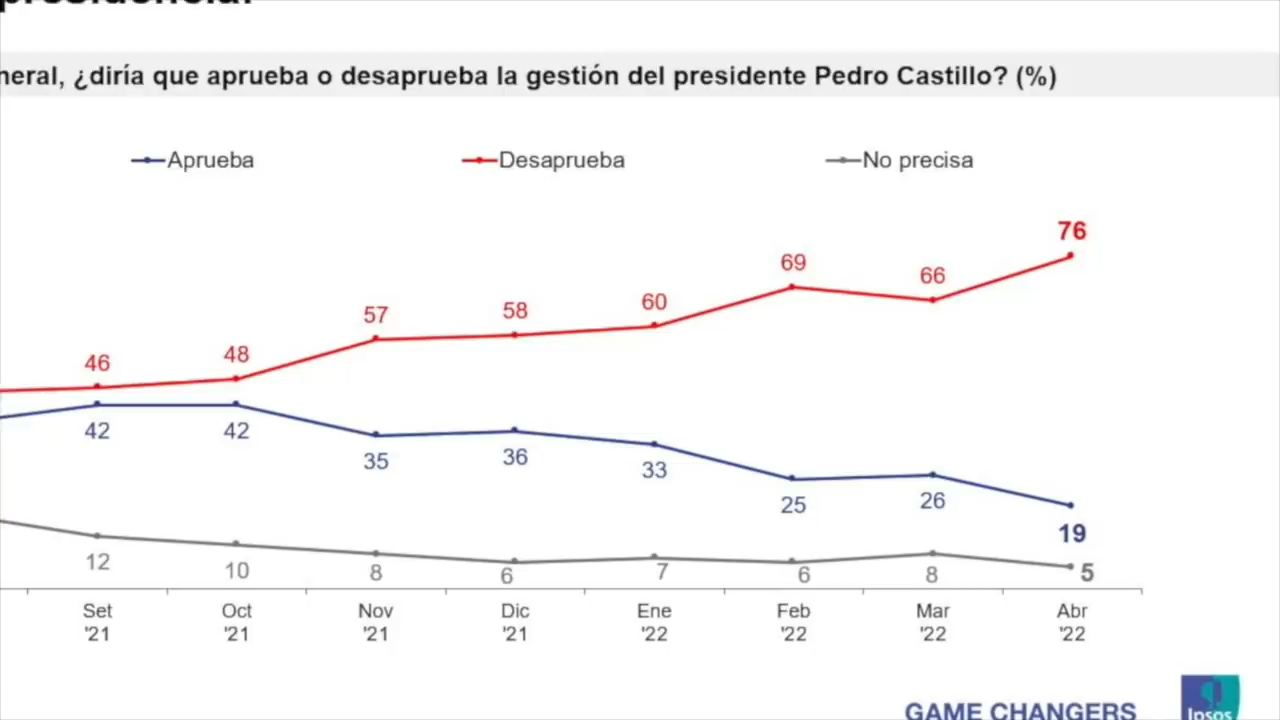 presidencia.
neral, ¿diría que aprueba o desaprueba la gestión del presidente Pedro Castillo? (%)
Aprueba Desaprueba No precisa
76
69
66
60
58
57
48
46
42 42
35 36 33
25 26
19
12 10 8 6 7 6 8 5
Set Oct Nov Dic Ene Feb Mar Abr
'21 '21 '21 '21 '22 '22 '22 '22
GAME CHANGERS Ipsos